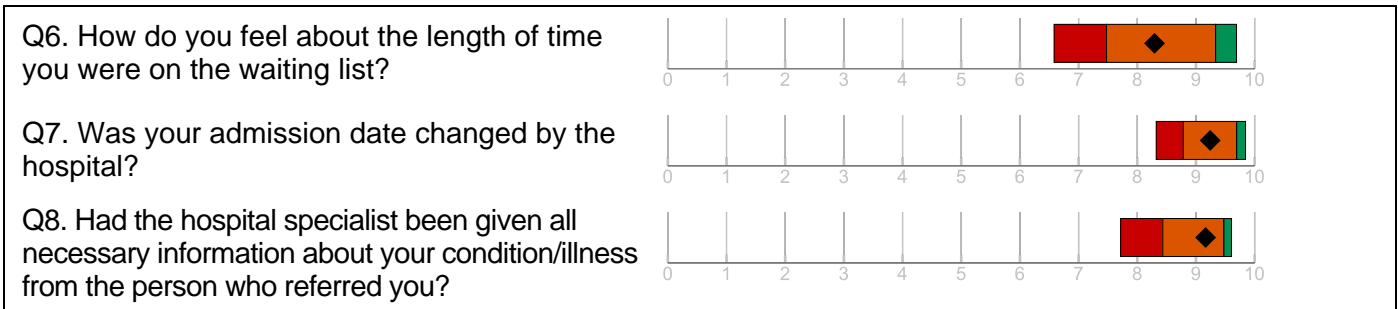 Q6. How do you feel about the length of time
you were on the waiting list?
0 1 2 3 4 5 6 7 8 9 10
Q7. Was your admission date changed by the
hospital?
0 1 2 3 4 5 6 7 8 9 10
Q8. Had the hospital specialist been given all
necessary information about your condition/illness
from the person who referred you?
0 1 2 3 4 5 6 7 8 9 10